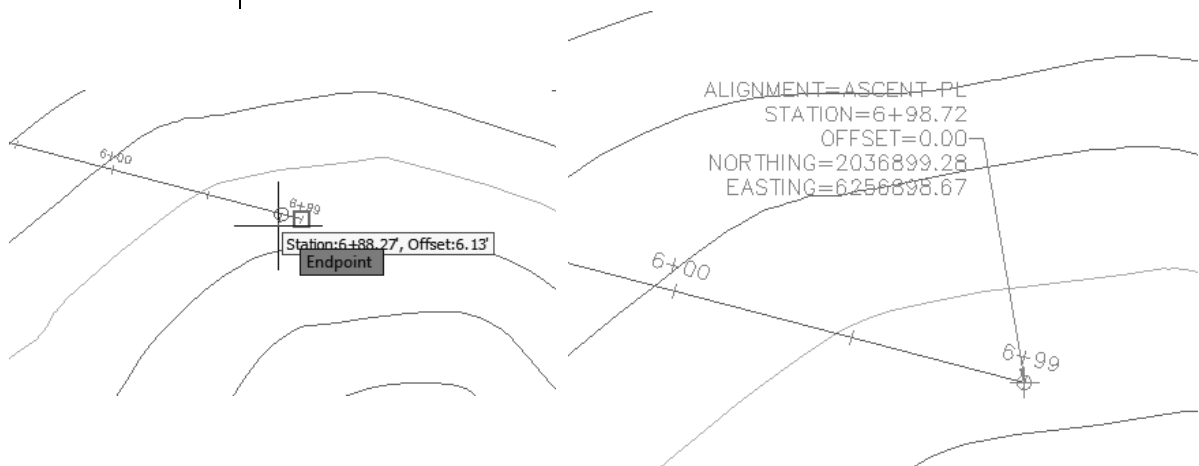 6+00
6+99
Station:6+88.27', Offset:6.13'
Endpoint
ALIGNMENT=ASCENT PL
STATION=6+98.72
OFFSET=0.00
NORTHING=2036899.28
EASTING=6256898.67
6+00
6+99